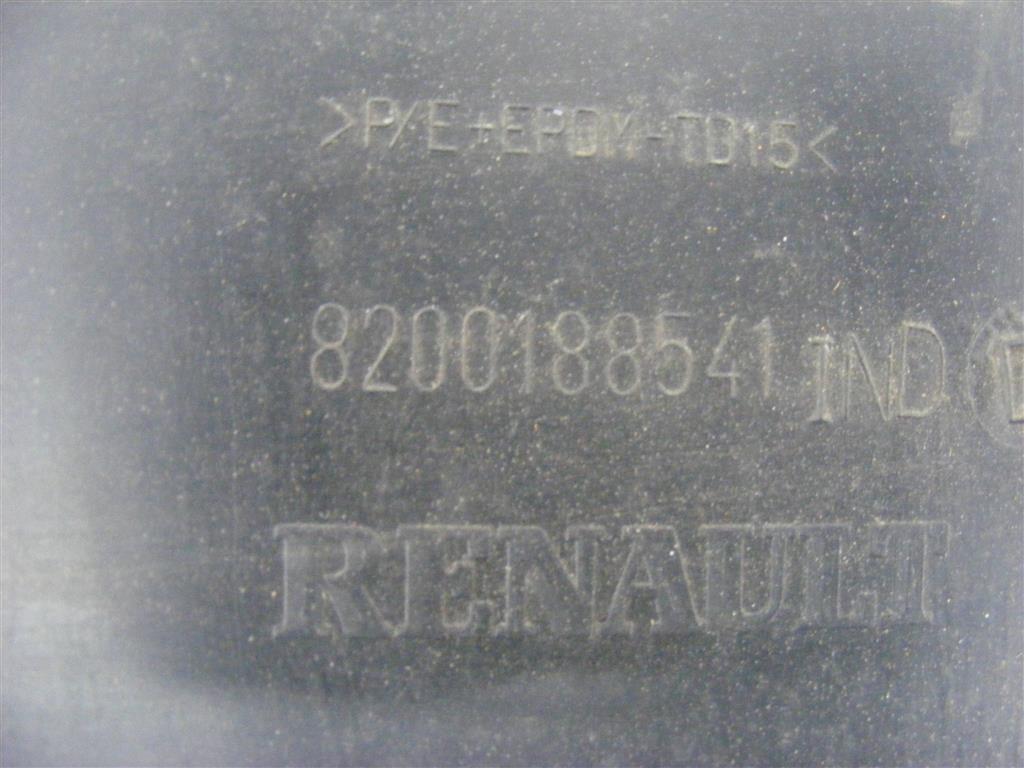 >P/E+EPDM-TD15<
8200188541 IND
RENAULT